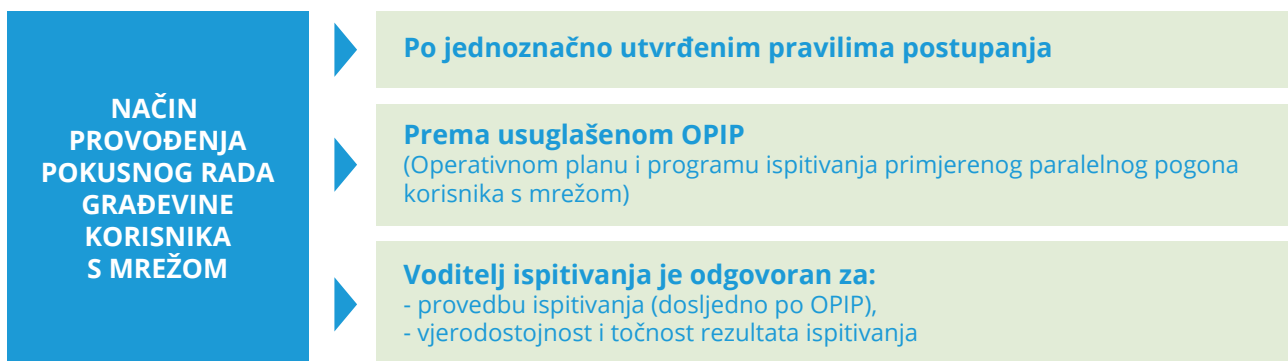 NAČIN
PROVOĐENJA
POKUSNOG RADA
GRAĐEVINE
KORISNIKA
S MREŽOM
Po jednoznačno utvrđenim pravilima postupanja
Prema usuglašenom OPIP
(Operativnom planu i programu ispitivanja primjerenog paralelnog pogona
korisnika s mrežom)
Voditelj ispitivanja je odgovoran za:
- provedbu ispitivanja (dosljedno po OPIP),
- vjerodostojnost i točnost rezultata ispitivanja